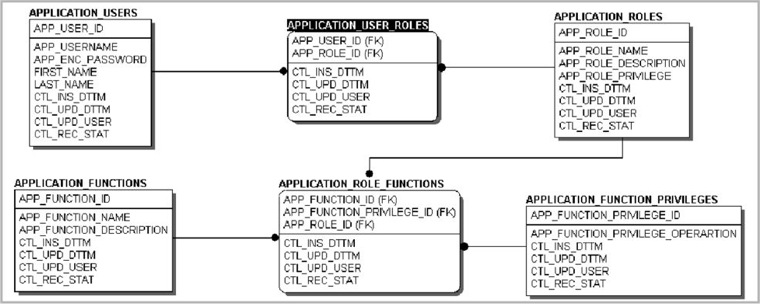 APPLICATION_USERS
APP_USER_ID
APP_USERNAME
APP_ENC_PASSWORD
FIRST_NAME
LAST_NAME
CTL_INS_DTTM
CTL_UPD_DTTM
CTL_UPD_USER
CTL_REC_STAT
APPLICATION_USER_ROLES
APP_USER_ID (FK)
APP_ROLE_ID (FK)
CTL_INS_DTTM
CTL_UPD_DTTM
CTL_UPD_USER
CTL_REC_STAT
APPLICATION_ROLES
APP_ROLE_ID
APP_ROLE_NAME
APP_ROLE_DESCRIPTION
APP_ROLE_PRIVILEGE
CTL_INS_DTTM
CTL_UPD_DTTM
CTL_UPD_USER
CTL_REC_STAT
APPLICATION_FUNCTIONS
APP_FUNCTION_ID
APP_FUNCTION_NAME
APP_FUNCTION_DESCRIPTION
CTL_INS_DTTM
CTL_UPD_DTTM
CTL_UPD_USER
CTL_REC_STAT
APPLICATION_ROLE_FUNCTIONS
APP_FUNCTION_ID (FK)
APP_FUNCTION_PRIVILEGE_ID (FK)
APP_ROLE_ID (FK)
CTL_INS_DTTM
CTL_UPD_DTTM
CTL_UPD_USER
CTL_REC_STAT
APPLICATION_FUNCTION_PRIVILEGES
APP_FUNCTION_PRIVILEGE_ID
APP_FUNCTION_PRIVILEGE_OPERARTION
CTL_INS_DTTM
CTL_UPD_DTTM
CTL_UPD_USER
CTL_REC_STAT